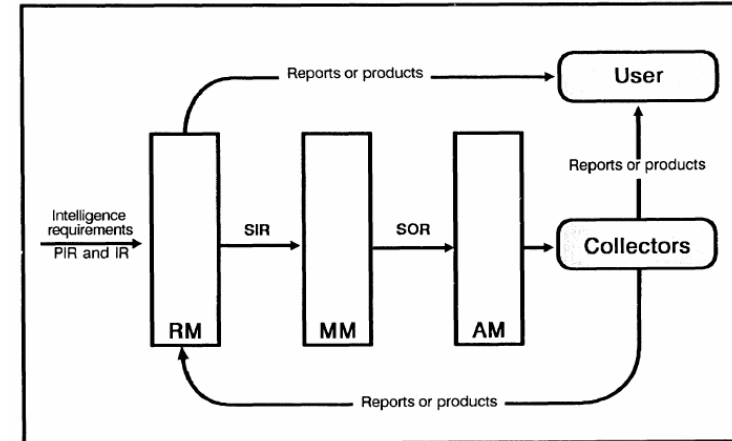 Reports or products
User
Reports or products
Intelligence
requirements
PIR and IR
SIR
SOR
Collectors
RM
MM
AM
Reports or products